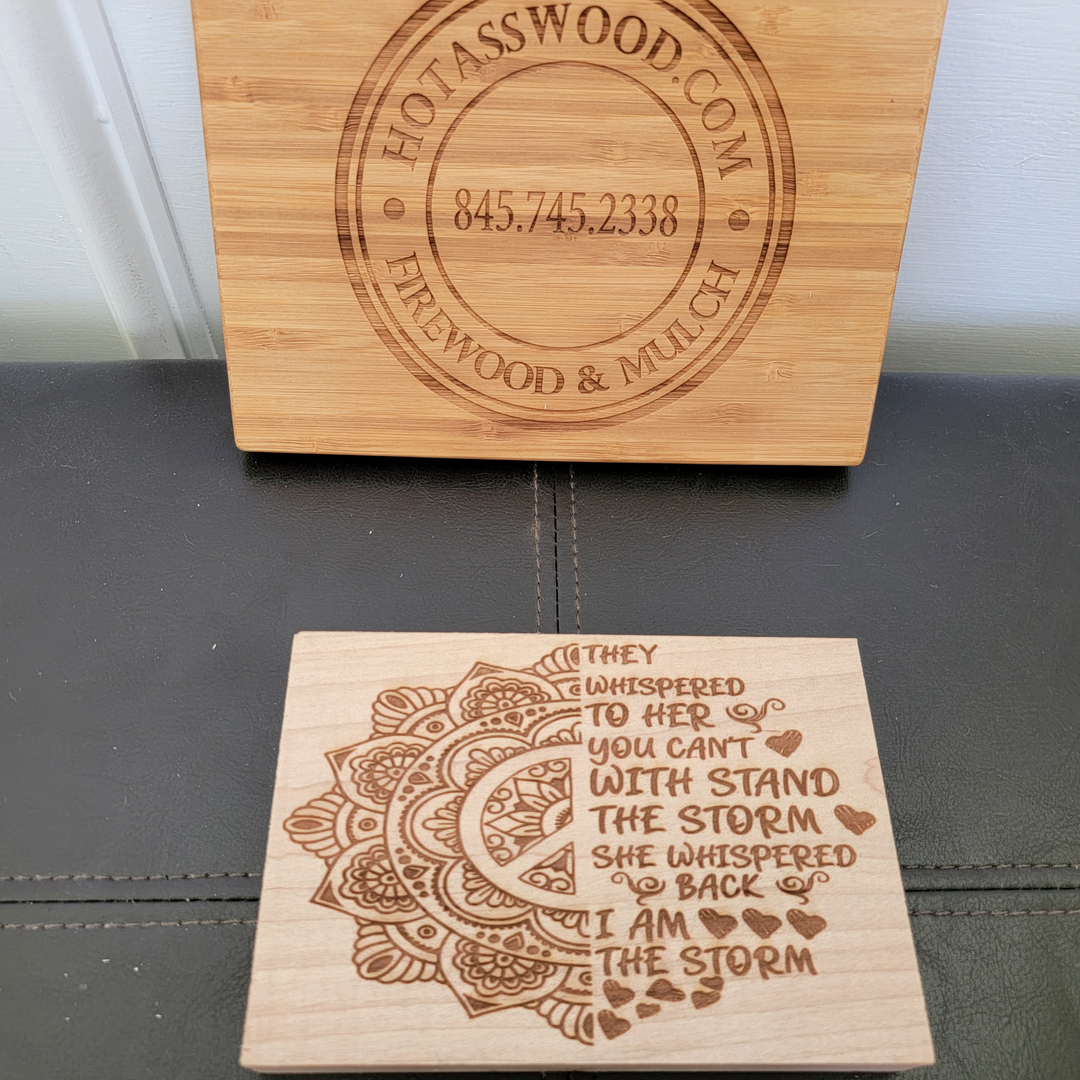 HOTASSWOOD.COM
845.745.2338
FIREWOOD & MULCH
THEY
WHISPERED
TO HER
YOU CAN'T
WITH STAND
THE STORM
SHE WHISPERED
BACK
I AM
THE STORM